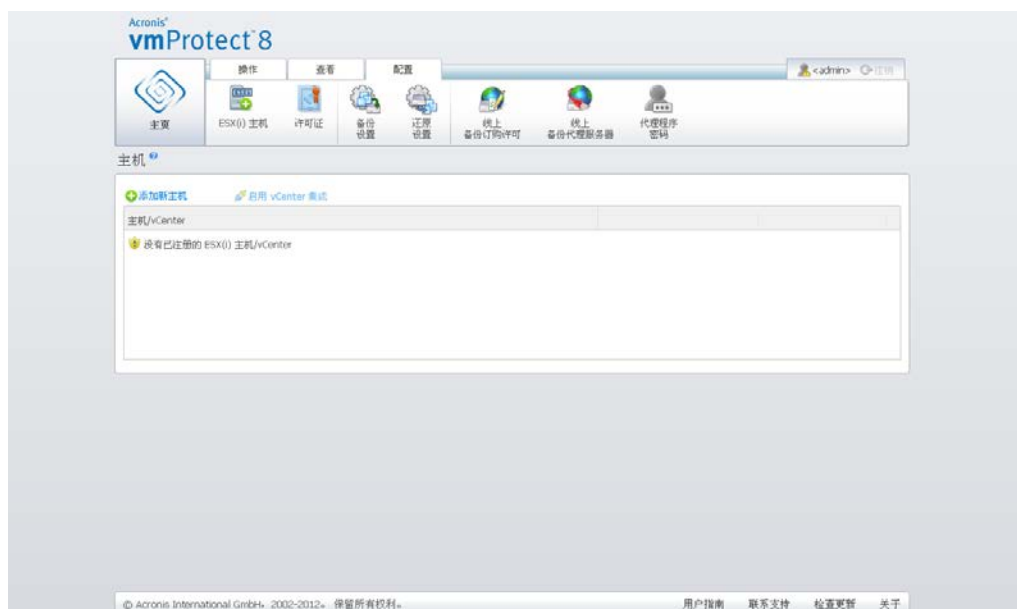 Acronis®
vmProtect™8
操作 查看 配置
<admin> 注销
主页
ESX(i) 主机
许可证
备份
设置
还原
设置
线上
备份订购许可
线上
备份代理服务器
代理程序
密码
主机
添加新主机 启用 vCenter 集成
主机/vCenter
没有已注册的 ESX(i) 主机/vCenter
© Acronis International GmbH。2002-2012。 保留所有权利。
用户指南 联系支持 检查更新 关于